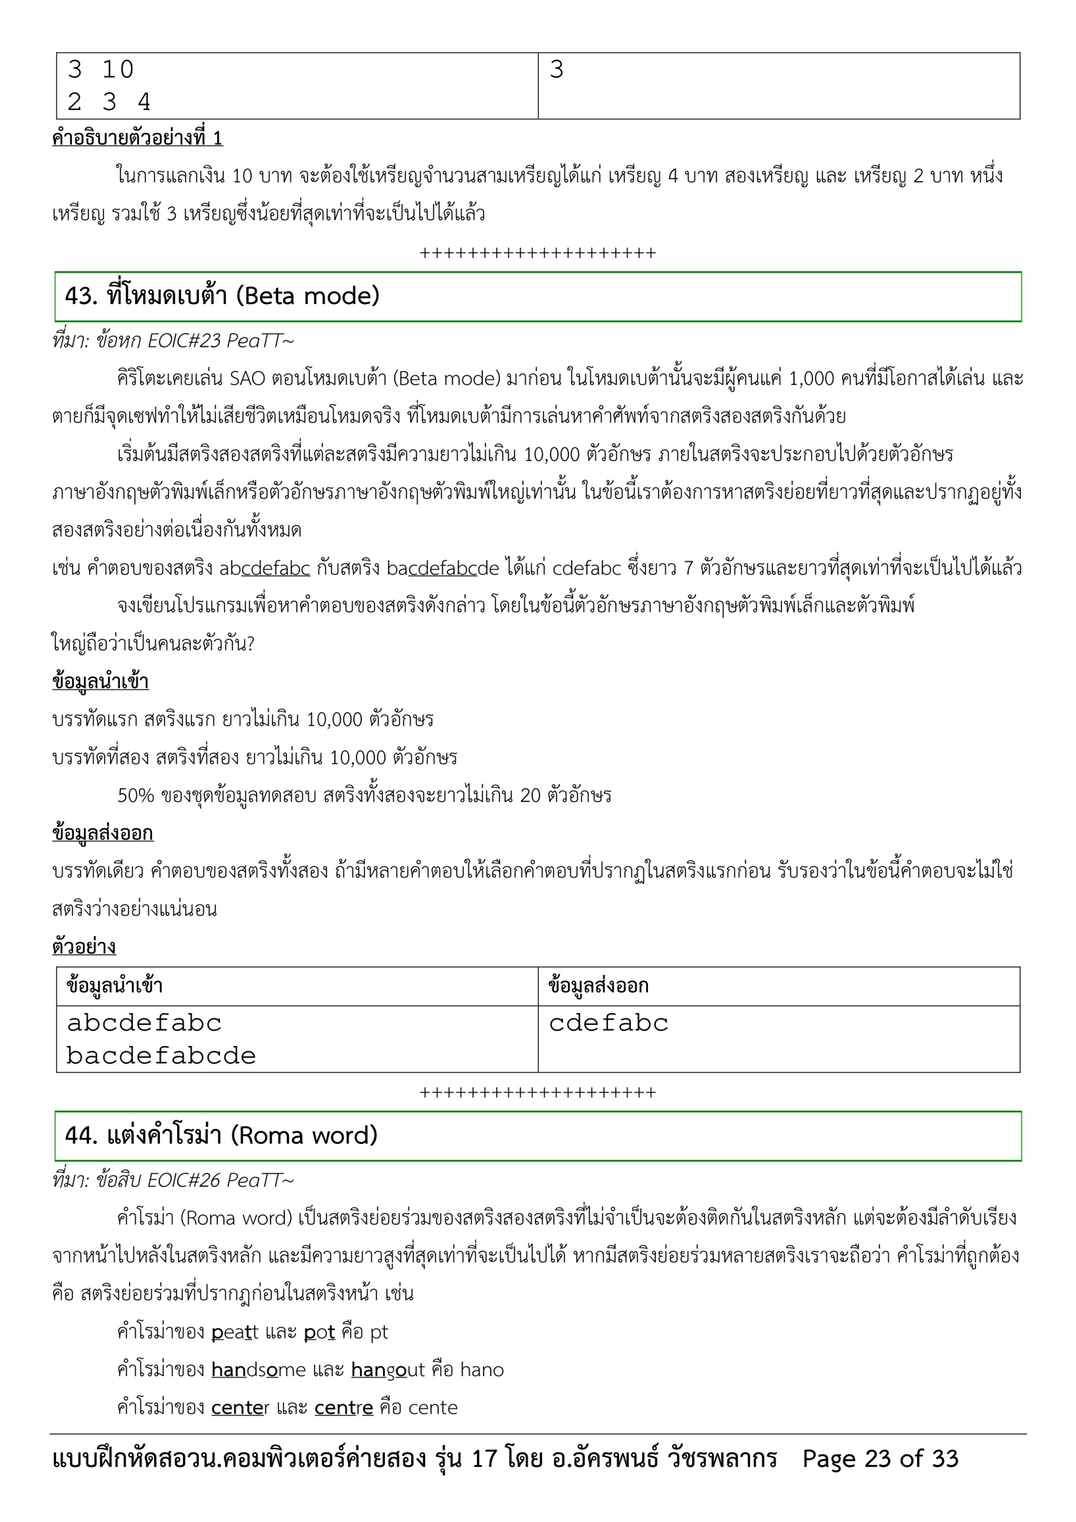 3 10
2 3 4
3
คำอธิบายตัวอย่างที่ 1
ในการแลกเงิน 10 บาท จะต้องใช้เหรียญจำนวนสามเหรียญได้แก่ เหรียญ 4 บาท สองเหรียญ และ เหรียญ 2 บาท หนึ่ง
เหรียญ รวมใช้ 3 เหรียญซึ่งน้อยที่สุดเท่าที่จะเป็นไปได้แล้ว
++++++++++++++++++++
43. ที่โหมดเบต้า (Beta mode)
ที่มา: ข้อหก EOIC#23 PeaTT~
คิริโตะเคยเล่น SAO ตอนโหมดเบต้า (Beta mode) มาก่อน ในโหมดเบต้านั้นจะมีผู้คนแค่ 1,000 คนที่มีโอกาสได้เล่น และ
ตายก็มีจุดเซฟทำให้ไม่เสียชีวิตเหมือนโหมดจริง ที่โหมดเบต้ามีการเล่นหาคำศัพท์จากสตริงสองสตริงกันด้วย
เริ่มต้นมีสตริงสองสตริงที่แต่ละสตริงมีความยาวไม่เกิน 10,000 ตัวอักษร ภายในสตริงจะประกอบไปด้วยตัวอักษร
ภาษาอังกฤษตัวพิมพ์เล็กหรือตัวอักษรภาษาอังกฤษตัวพิมพ์ใหญ่เท่านั้น ในข้อนี้เราต้องการหาสตริงย่อยที่ยาวที่สุดและปรากฏอยู่ทั้ง
สองสตริงอย่างต่อเนื่องกันทั้งหมด
เช่น คำตอบของสตริง abcdefabc กับสตริง bacdefabcde ได้แก่ cdefabc ซึ่งยาว 7 ตัวอักษรและยาวที่สุดเท่าที่จะเป็นไปได้แล้ว
จงเขียนโปรแกรมเพื่อหาคำตอบของสตริงดังกล่าว โดยในข้อนี้ตัวอักษรภาษาอังกฤษตัวพิมพ์เล็กและตัวพิมพ์
ใหญ่ถือว่าเป็นคนละตัวกัน?
ข้อมูลนำเข้า
บรรทัดแรก สตริงแรก ยาวไม่เกิน 10,000 ตัวอักษร
บรรทัดที่สอง สตริงที่สอง ยาวไม่เกิน 10,000 ตัวอักษร
50% ของชุดข้อมูลทดสอบ สตริงทั้งสองจะยาวไม่เกิน 20 ตัวอักษร
ข้อมูลส่งออก
บรรทัดเดียว คำตอบของสตริงทั้งสอง ถ้ามีหลายคำตอบให้เลือกคำตอบที่ปรากฏในสตริงแรกก่อน รับรองว่าในข้อนี้คำตอบจะไม่ใช่
สตริงว่างอย่างแน่นอน
ตัวอย่าง
ข้อมูลนำเข้า
ข้อมูลส่งออก
abcdefabc
bacdefabcde
cdefabc
++++++++++++++++++++
44. แต่งคำโรม่า (Roma word)
ที่มา: ข้อสิบ EOIC#26 PeaTT~
คำโรม่า (Roma word) เป็นสตริงย่อยร่วมของสตริงสองสตริงที่ไม่จำเป็นจะต้องติดกันในสตริงหลัก แต่จะต้องมีลำดับเรียง
จากหน้าไปหลังในสตริงหลัก และมีความยาวสูงที่สุดเท่าที่จะเป็นไปได้ หากมีสตริงย่อยร่วมหลายสตริงเราจะถือว่า คำโรม่าที่ถูกต้อง
คือ สตริงย่อยร่วมที่ปรากฎก่อนในสตริงหน้า เช่น
คำโรม่าของ peatt และ pot คือ pt
คำโรม่าของ handsome และ hangout คือ hano
คำโรม่าของ center และ centre คือ cente
แบบฝึกหัดสอวน.คอมพิวเตอร์ค่ายสอง รุ่น 17 โดย อ.อัครพนธ์ วัชรพลากร Page 23 of 33